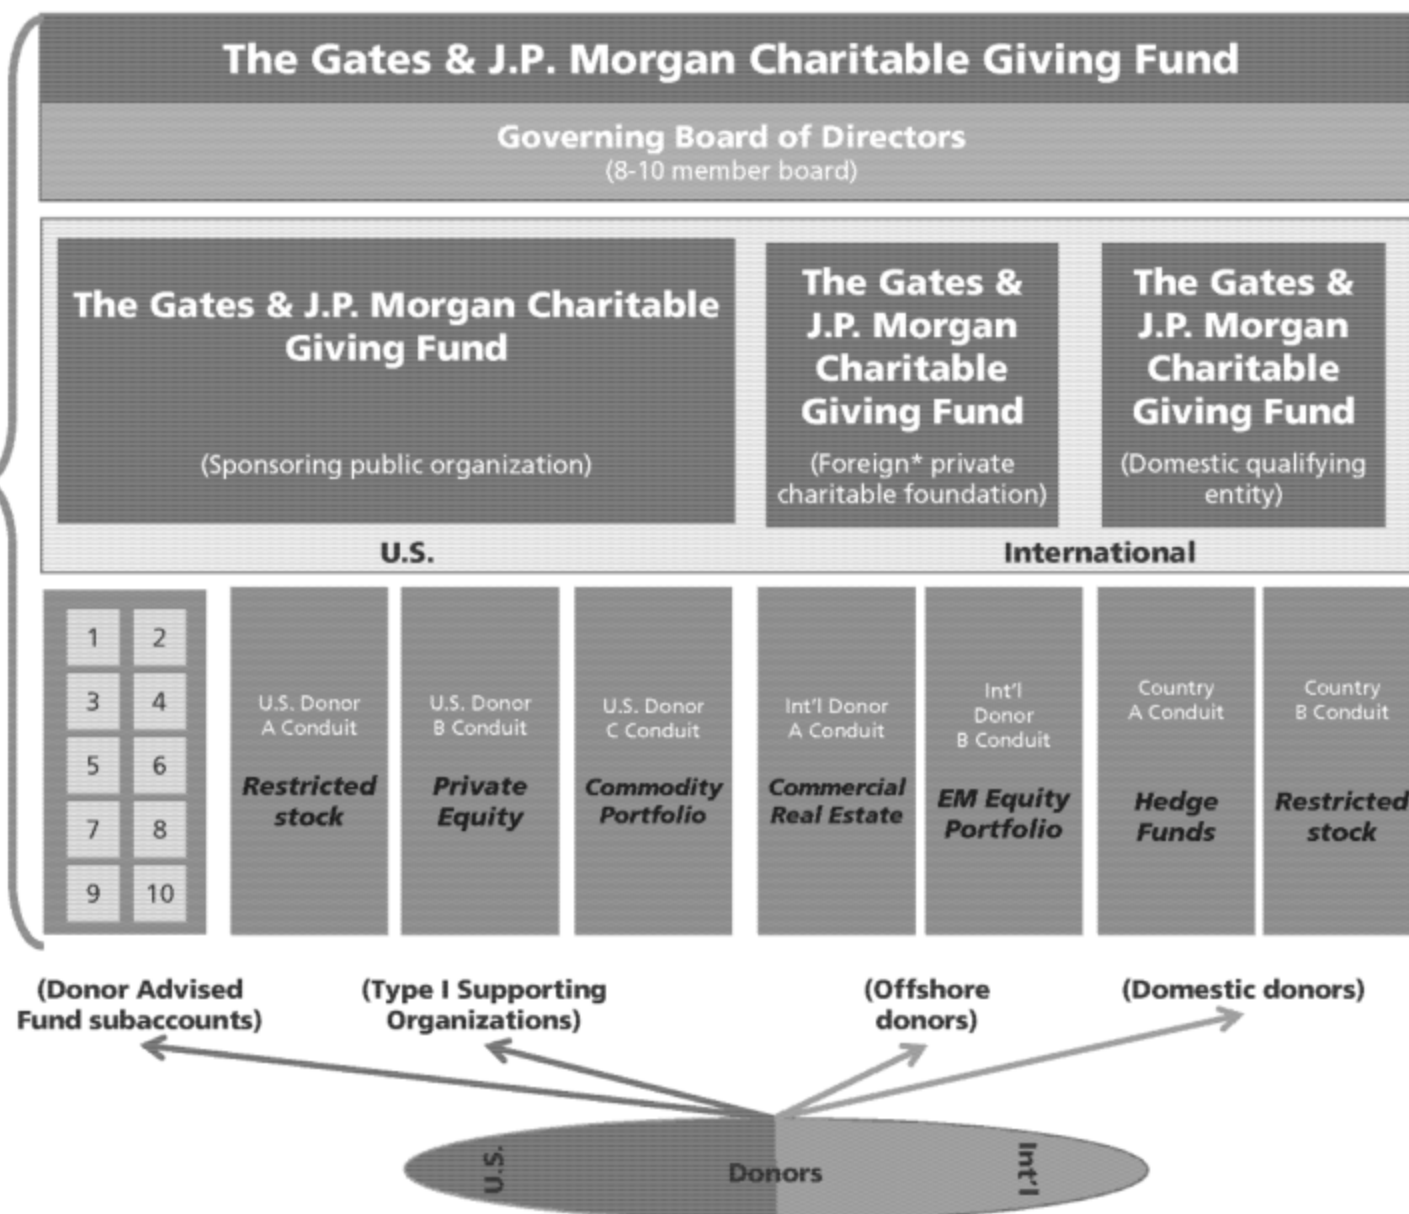 The Gates & J.P. Morgan Charitable Giving Fund
Governing Board of Directors
(8-10 member board)
The Gates & J.P. Morgan Charitable
Giving Fund
(Sponsoring public organization)
The Gates &
J.P. Morgan
Charitable
Giving Fund
(Foreign* private
charitable foundation)
The Gates &
J.P. Morgan
Charitable
Giving Fund
(Domestic qualifying
entity)
U.S.
International
1 2
3 4
5 6
7 8
9 10
U.S. Donor
A Conduit
Restricted
stock
U.S. Donor
B Conduit
Private
Equity
U.S. Donor
C Conduit
Commodity
Portfolio
Int'l Donor
A Conduit
Commercial
Real Estate
Int'l
Donor
B Conduit
EM Equity
Portfolio
Country
A Conduit
Hedge
Funds
Country
B Conduit
Restricted
stock
(Donor Advised
Fund subaccounts)
(Type I Supporting
Organizations)
(Offshore
donors)
(Domestic donors)
U.S.
Donors
Int'l